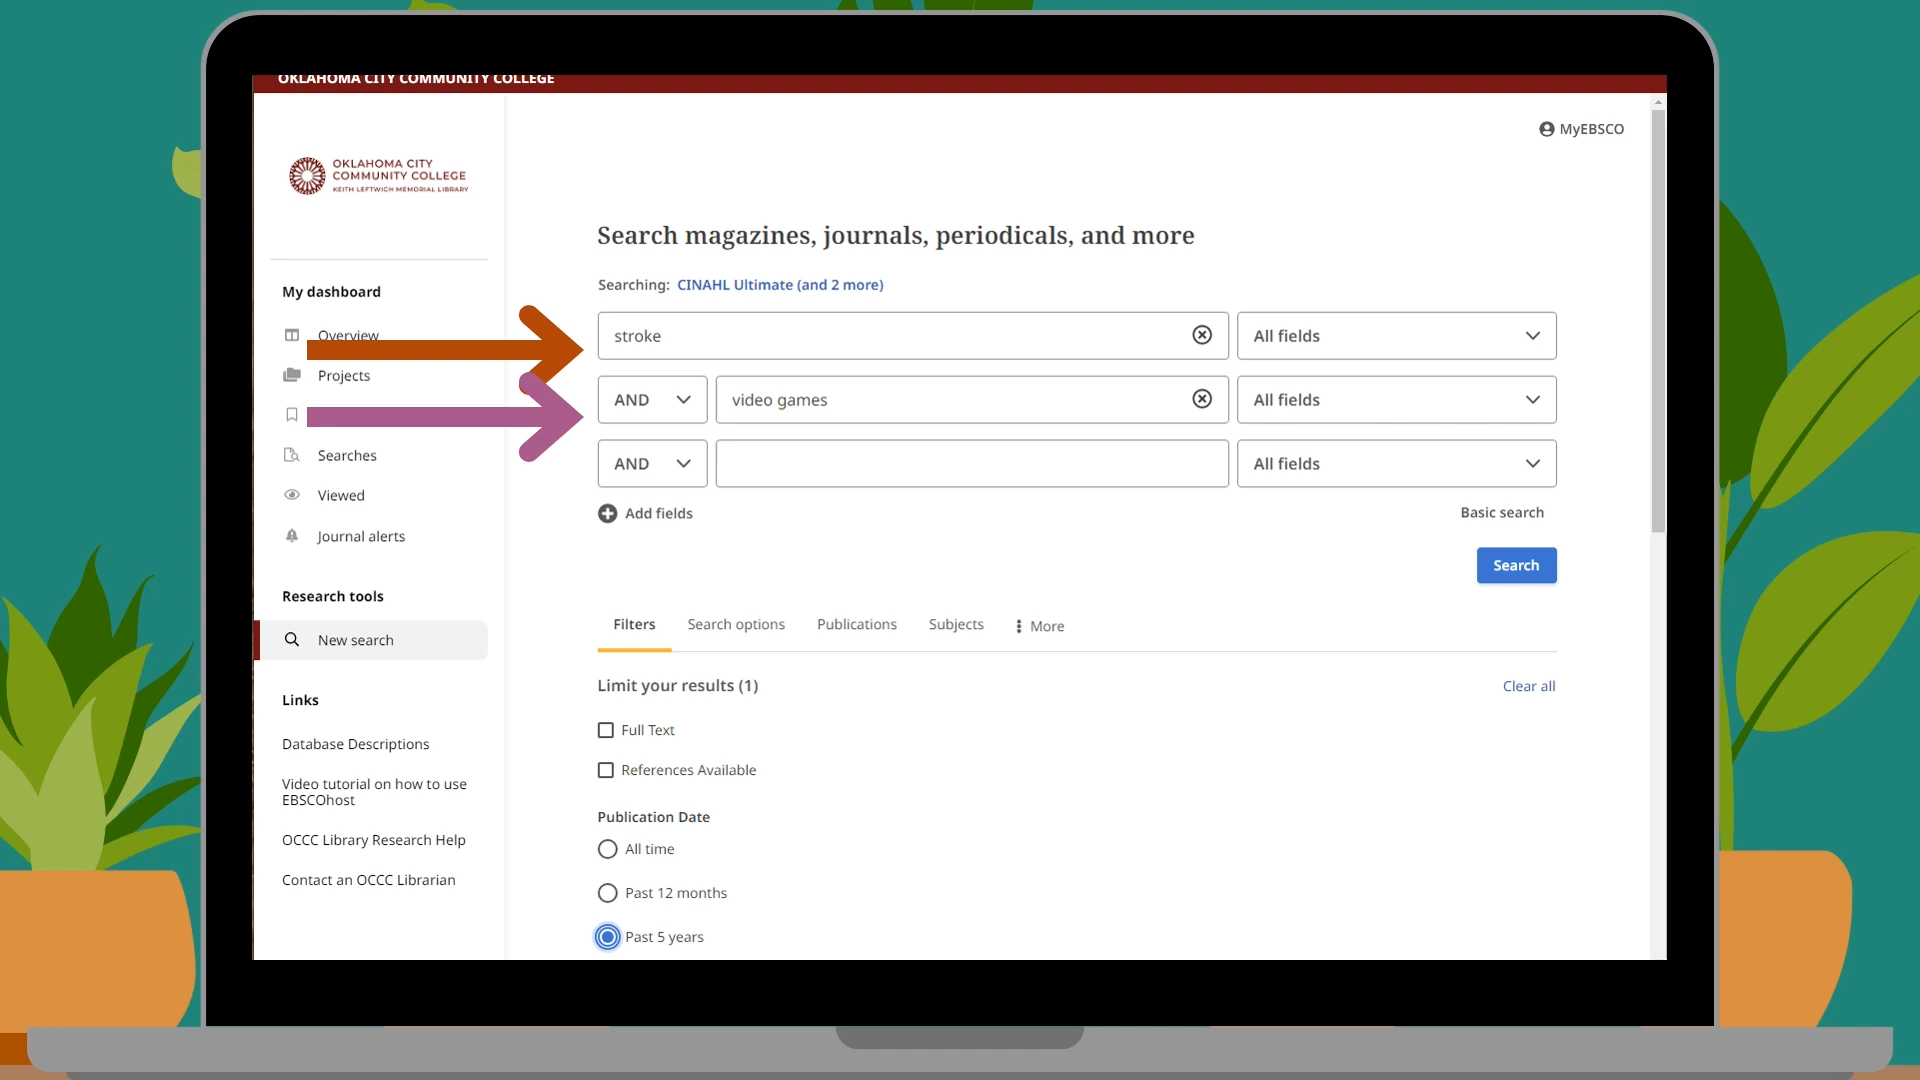 OKLAHOMA CITY COMMUNITY COLLEGE
MyEBSCO
OKLAHOMA CITY
COMMUNITY COLLEGE
KEITH LEFTWICH MEMORIAL LIBRARY
My dashboard
Overview
Projects
Searches
Viewed
Journal alerts
Research tools
New search
Links
Database Descriptions
Video tutorial on how to use
EBSCOhost
OCCC Library Research Help
Contact an OCCC Librarian
Search magazines, journals, periodicals, and more
Searching: CINAHL Ultimate (and 2 more)
stroke All fields
AND video games All fields
AND All fields
Add fields Basic search
Search
Filters Search options Publications Subjects More
Limit your results (1) Clear all
Full Text
References Available
Publication Date
All time
Past 12 months
Past 5 years